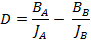 D = B_A/J_A − B_B/J_B